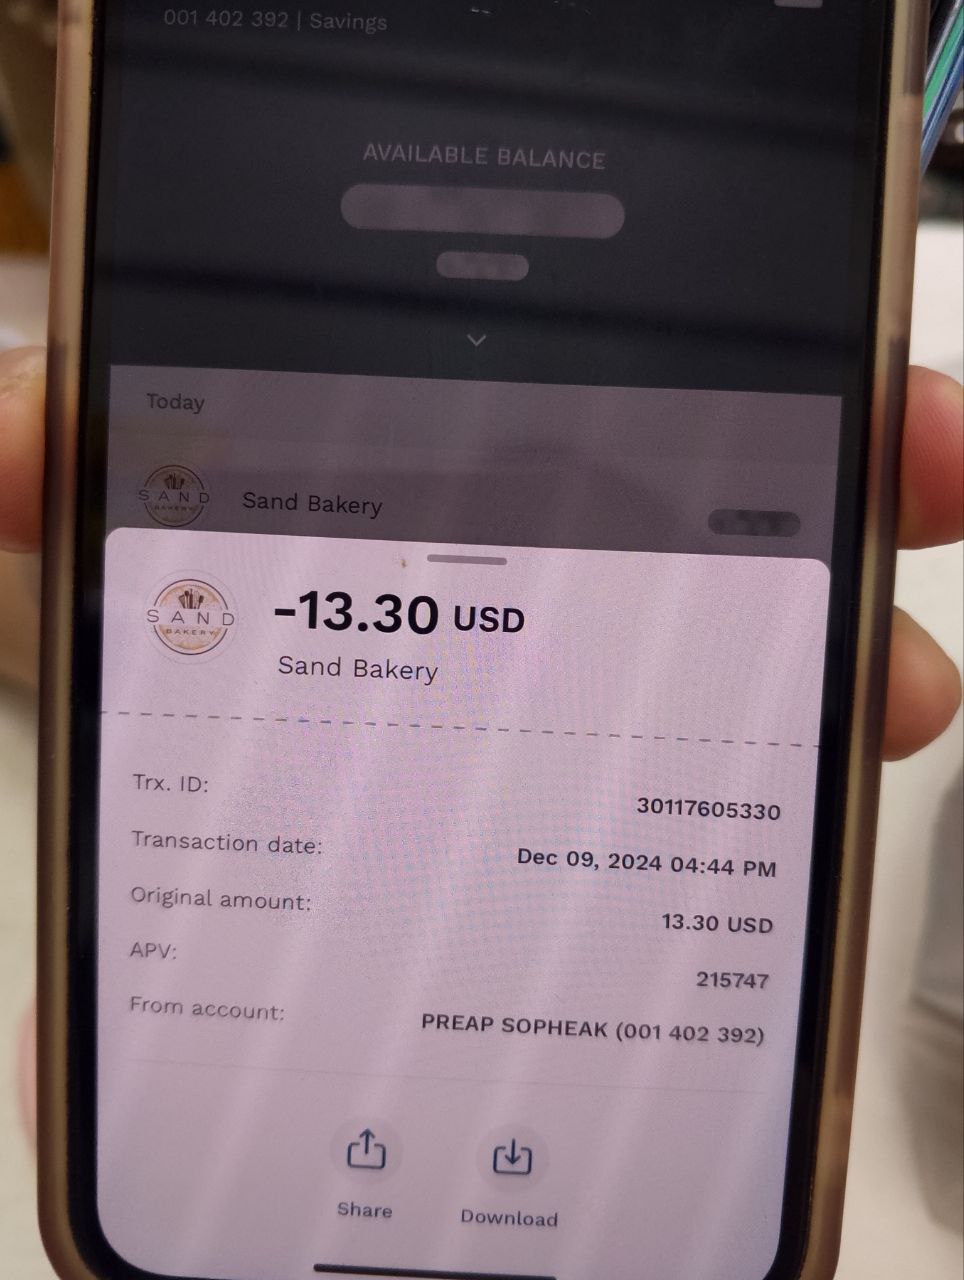 001 402 392 | Savings
AVAILABLE BALANCE
Today
SAND
BAKERY
Sand Bakery
SAND
BAKERY
-13.30 USD
Sand Bakery
Trx. ID: 30117605330
Transaction date: Dec 09, 2024 04:44 PM
Original amount: 13.30 USD
APV: 215747
From account: PREAP SOPHEAK (001 402 392)
Share
Download